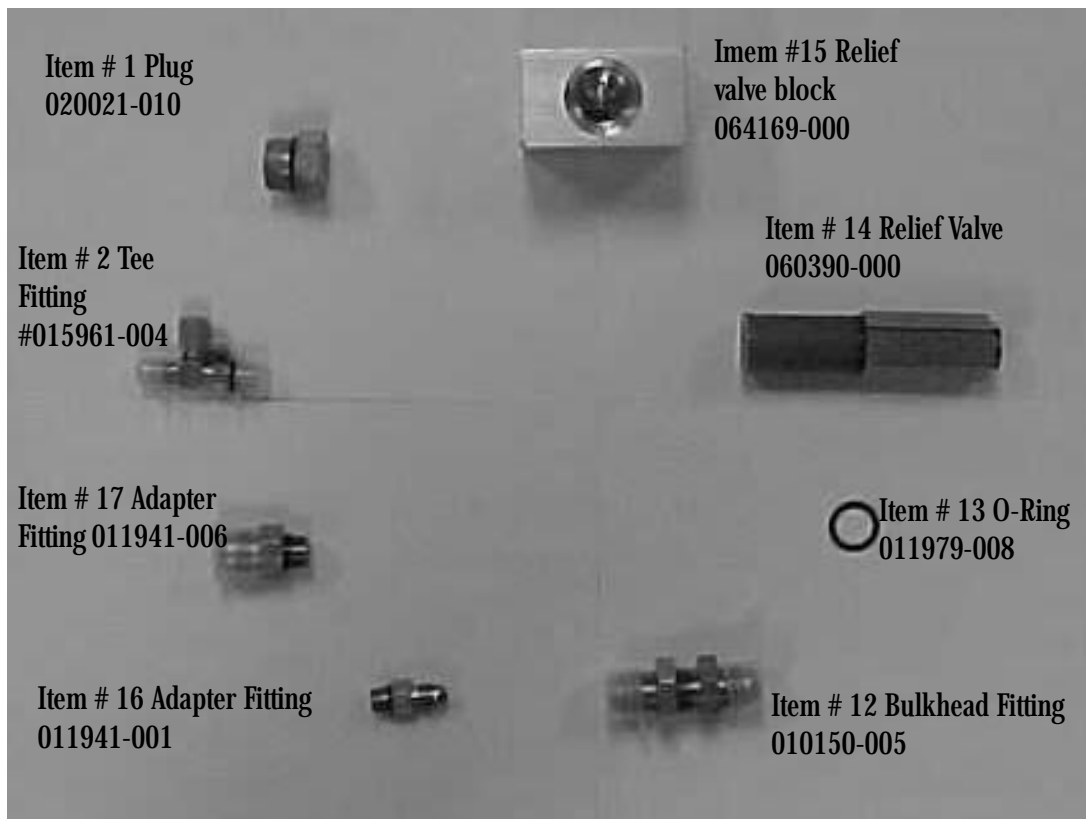 Item # 1 Plug
020021-010
Imem #15 Relief
valve block
064169-000
Item # 14 Relief Valve
060390-000
Item # 2 Tee
Fitting
#015961-004
Item # 17 Adapter
Fitting 011941-006
Item # 13 O-Ring
011979-008
Item # 16 Adapter Fitting
011941-001
Item # 12 Bulkhead Fitting
010150-005